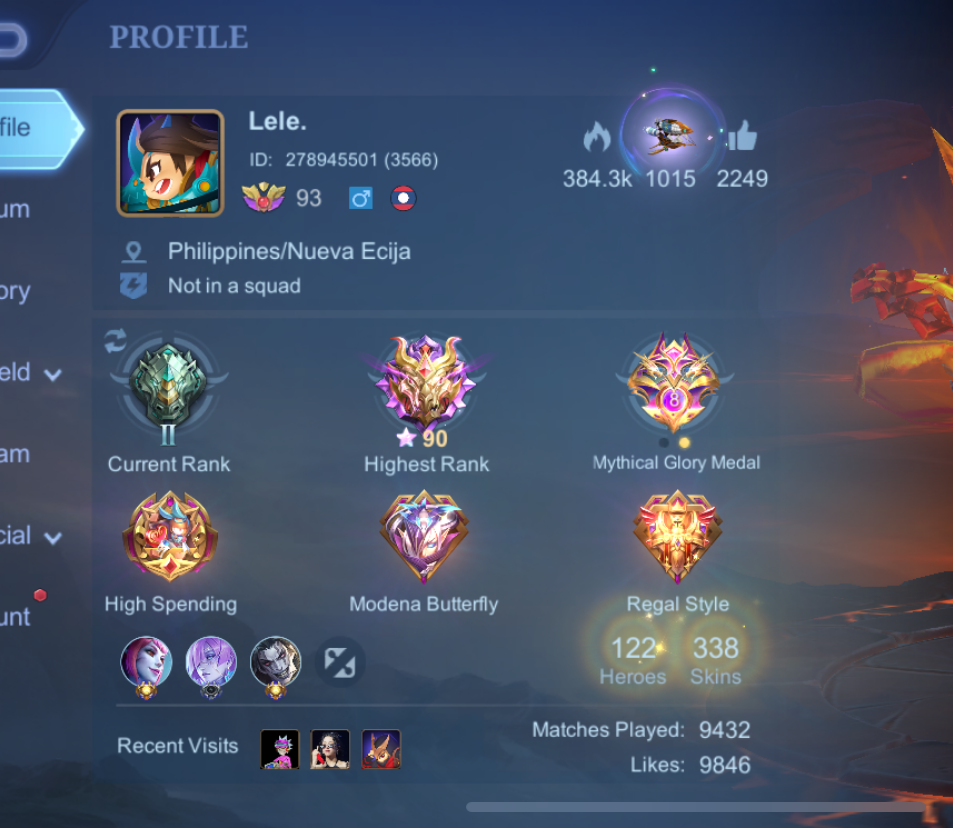 PROFILE
file
Lele.
ID: 278945501 (3566)
93
384.3k 1015 2249
um
Philippines/Nueva Ecija
Not in a squad
ory
eld
8
II
90
Current Rank
Highest Rank
Mythical Glory Medal
am
cial
High Spending
Modena Butterfly
Regal Style
unt
122 338
Heroes Skins
Matches Played: 9432
Recent Visits
Likes: 9846